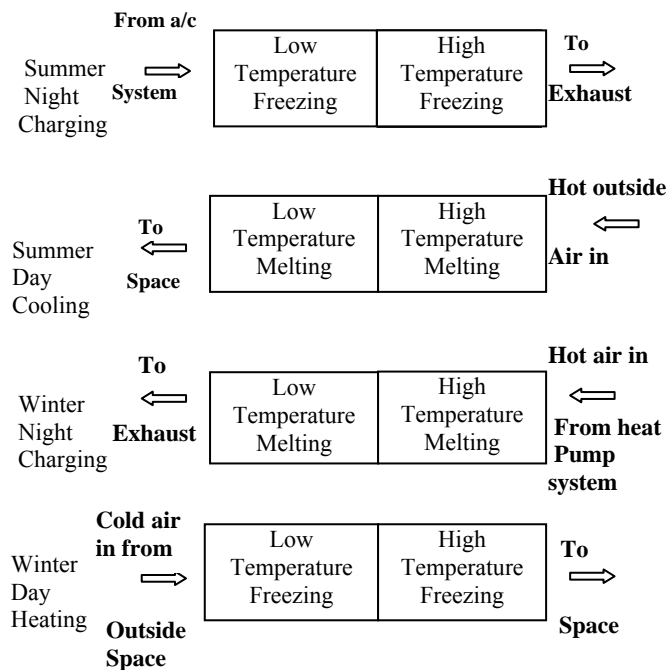 From a/c
System
Summer
Night
Charging
Low
Temperature
Freezing
High
Temperature
Freezing
To
Exhaust
Summer
Day
Cooling
To
Space
Low
Temperature
Melting
High
Temperature
Melting
Hot outside
Air in
Winter
Night
Charging
To
Exhaust
Low
Temperature
Melting
High
Temperature
Melting
Hot air in
From heat
Pump
system
Winter
Day
Heating
Cold air
in from
Outside
Space
Low
Temperature
Freezing
High
Temperature
Freezing
To
Space